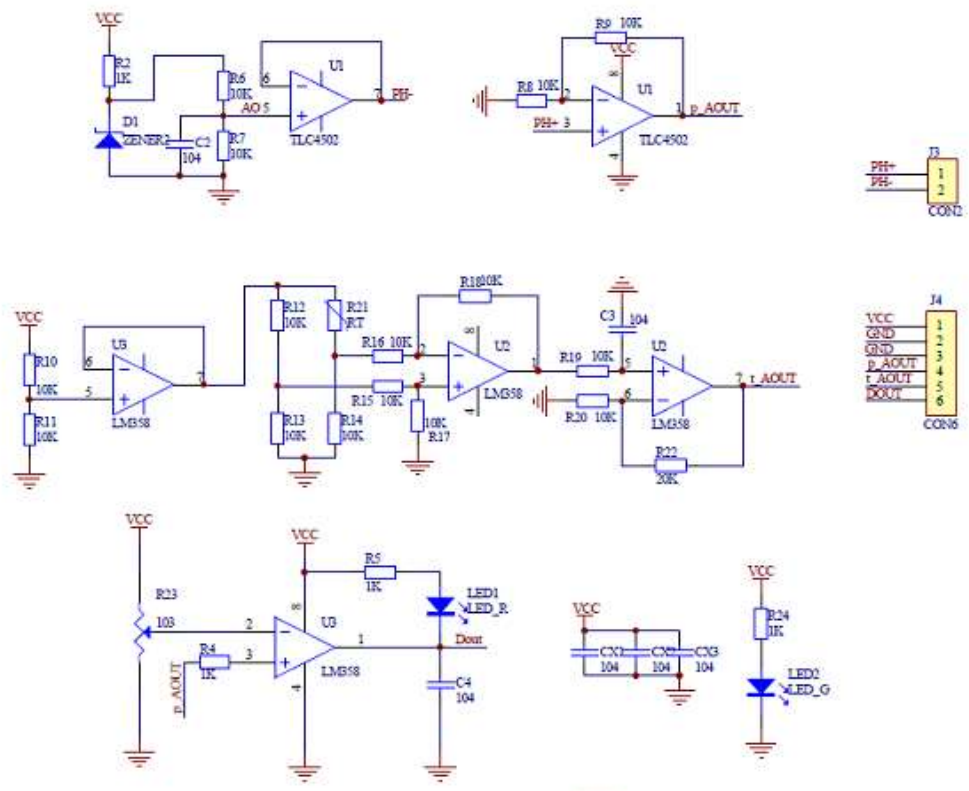 VCC
R2
1K
D1
ZENER2
C2
104
R6
10K
AO 5
R7
10K
6
U1
7
PH-
TLC4502
R9 10K
VCC
8
R8 10K
2
U1
1
p_AOUT
PH+ 3
TLC4502
4
J3
PH+
1
PH-
2
CON2
VCC
R10
10K
R11
10K
6
U3
7
5
LM358
R12
10K
R21
RT
R13
10K
R14
10K
R16 10K
R15 10K
R18 10K
8
2
U2
1
3
LM358
4
10K
R17
C3
104
R19 10K
5
U2
7
t_AOUT
6
R20 10K
LM358
R22
20K
J4
VCC
1
GND
2
GND
3
p_AOUT
4
t_AOUT
5
DOUT
6
CON6
VCC
R23
103
2
R4
1K
3
p_AOUT
VCC
8
U3
1
LM358
4
R5
1K
LED1
LED_R
Dout
C4
104
VCC
CX1
104
CX2
104
CX3
104
VCC
R24
1K
LED2
LED_G